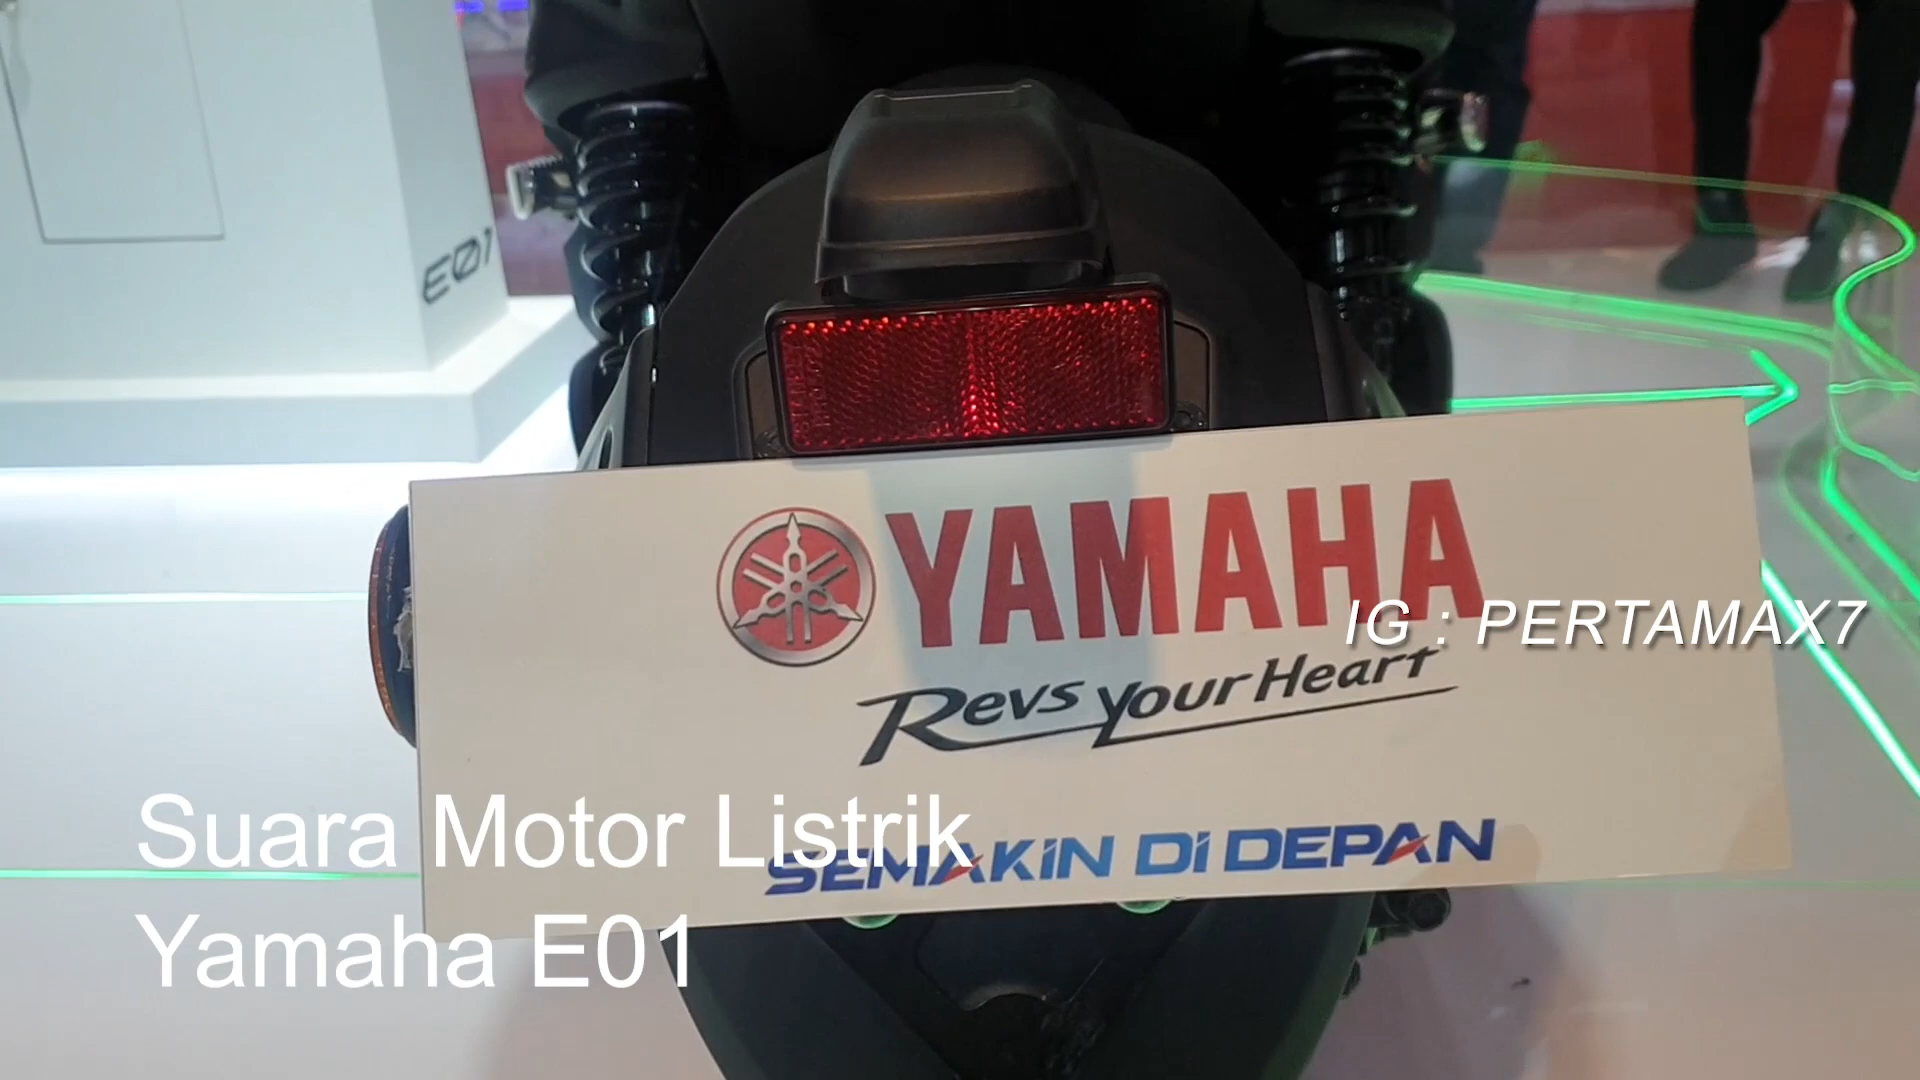 E01
YAMAHA
IG : PERTAMAX7
Revs Your Heart
SEMAKIN DI DEPAN
Suara Motor Listrik
Yamaha E01